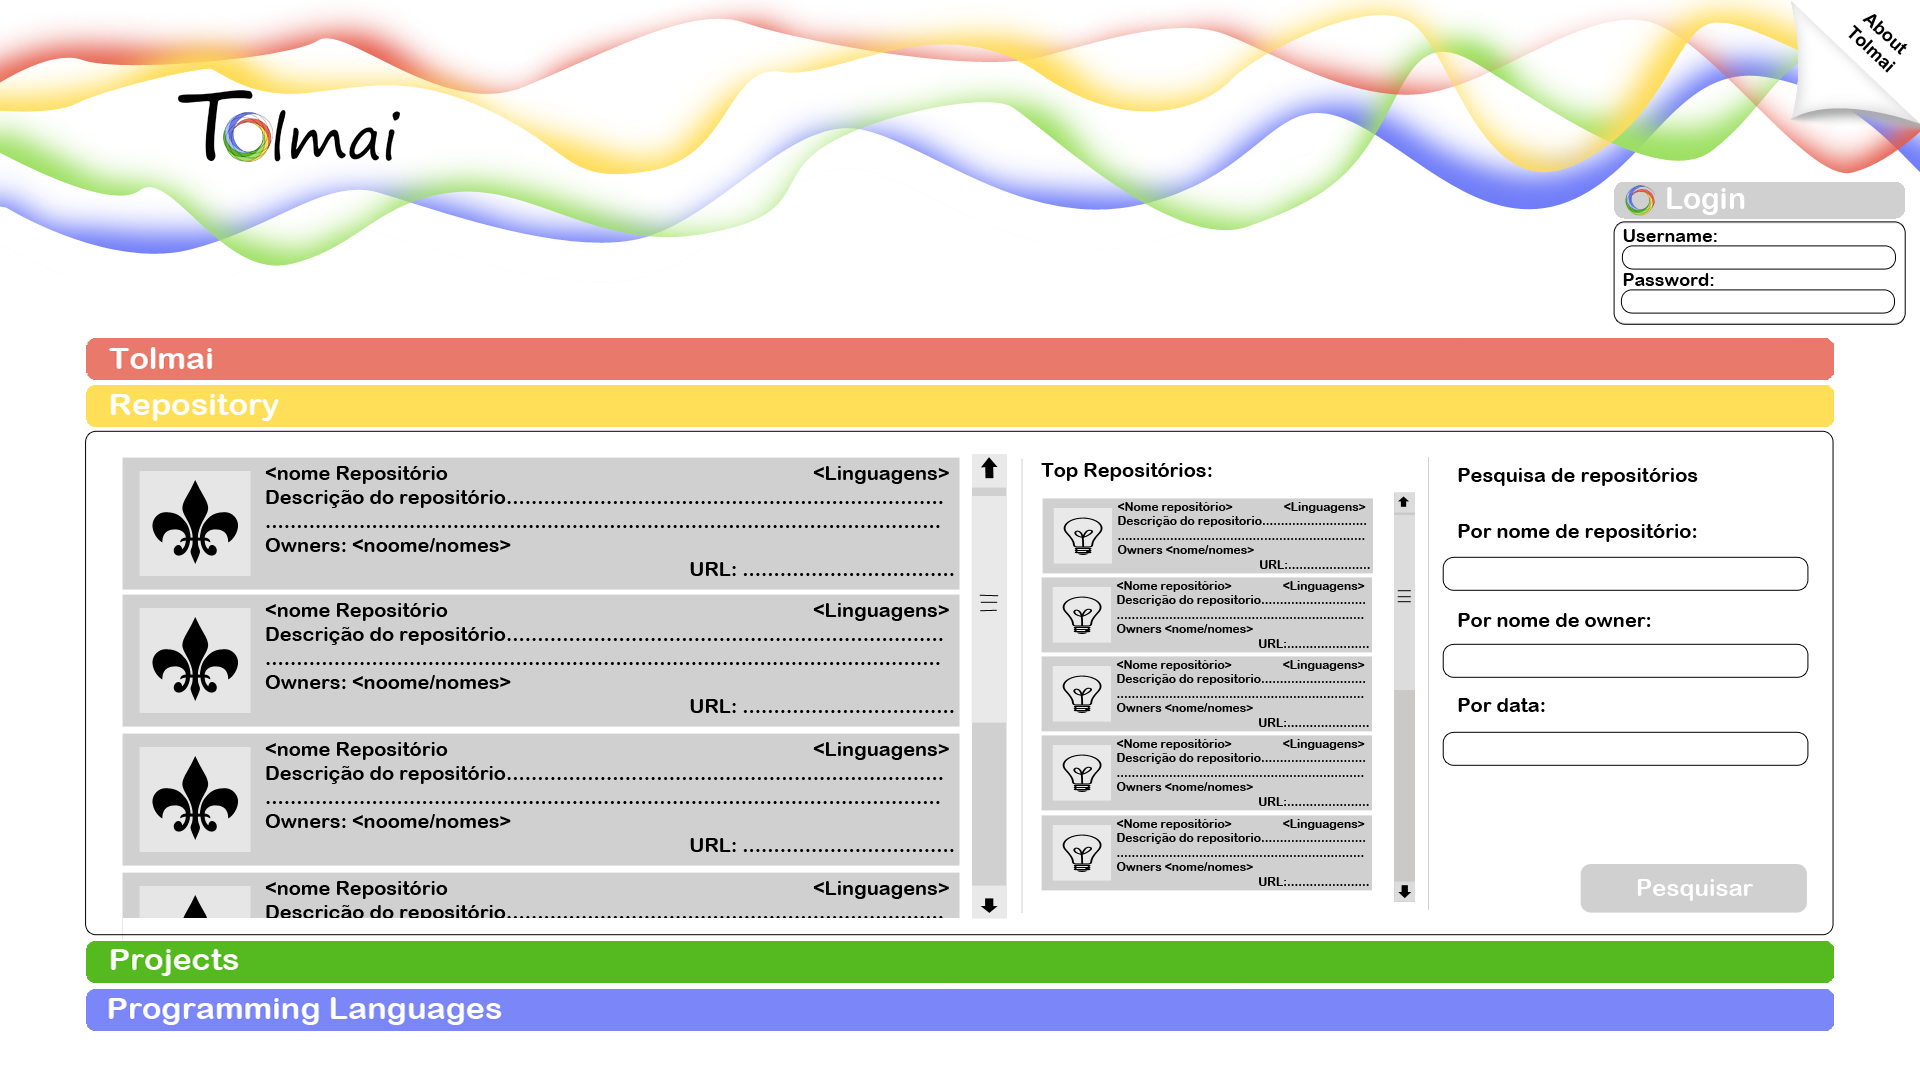 About
Tolmai
Tolmai
Login
Username:
Password:
Tolmai
Repository
<nome Repositório <Linguagens>
Descrição do repositório......................................................................
............................................................................................................
Owners: <noome/nomes>
URL: ..................................
<nome Repositório <Linguagens>
Descrição do repositório......................................................................
............................................................................................................
Owners: <noome/nomes>
URL: ..................................
<nome Repositório <Linguagens>
Descrição do repositório......................................................................
............................................................................................................
Owners: <noome/nomes>
URL: ..................................
<nome Repositório <Linguagens>
Descrição do repositório......................................................................
Top Repositórios:
<Nome repositório> <Linguagens>
Descrição do repositorio...........................
................................................................
Owners <nome/nomes>
URL:.....................
<Nome repositório> <Linguagens>
Descrição do repositorio...........................
................................................................
Owners <nome/nomes>
URL:.....................
<Nome repositório> <Linguagens>
Descrição do repositorio...........................
................................................................
Owners <nome/nomes>
URL:.....................
<Nome repositório> <Linguagens>
Descrição do repositorio...........................
................................................................
Owners <nome/nomes>
URL:.....................
<Nome repositório> <Linguagens>
Descrição do repositorio...........................
................................................................
Owners <nome/nomes>
URL:.....................
Pesquisa de repositórios
Por nome de repositório:
Por nome de owner:
Por data:
Pesquisar
Projects
Programming Languages